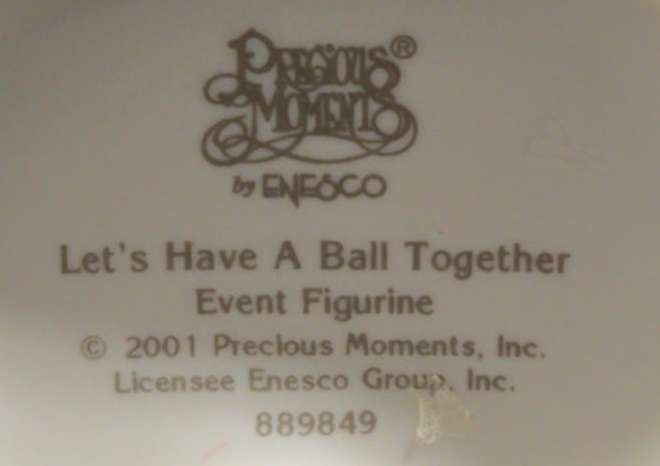 PRECIOUS®
MOMENTS
by ENESCO
Let's Have A Ball Together
Event Figurine
© 2001 Precious Moments, Inc.
Licensee Enesco Group, Inc.
889849